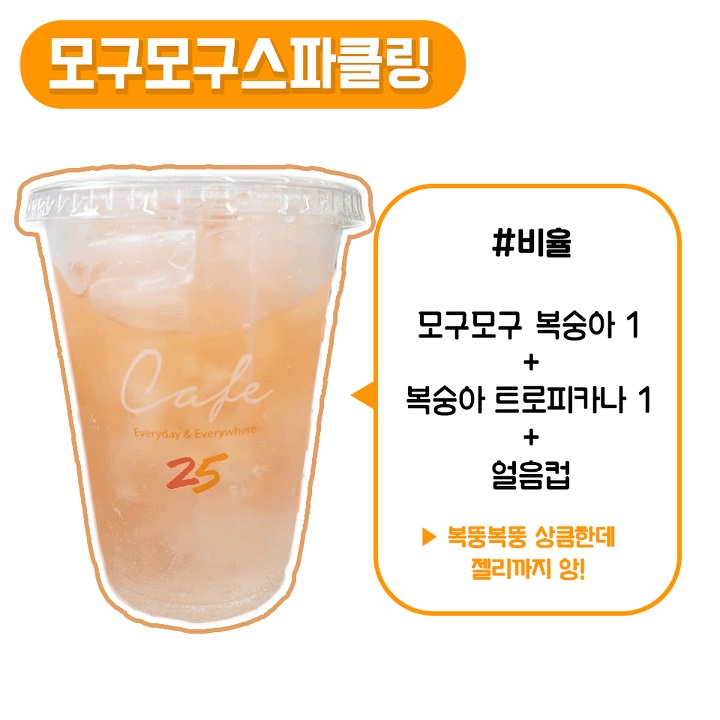 모구모구스파클링
Cafe
Everyday & Everywhere
25
#비율
모구모구 복숭아 1
+
복숭아 트로피카나 1
+
얼음컵
▶ 복뚱복뚱 상큼한데
젤리까지 앙!